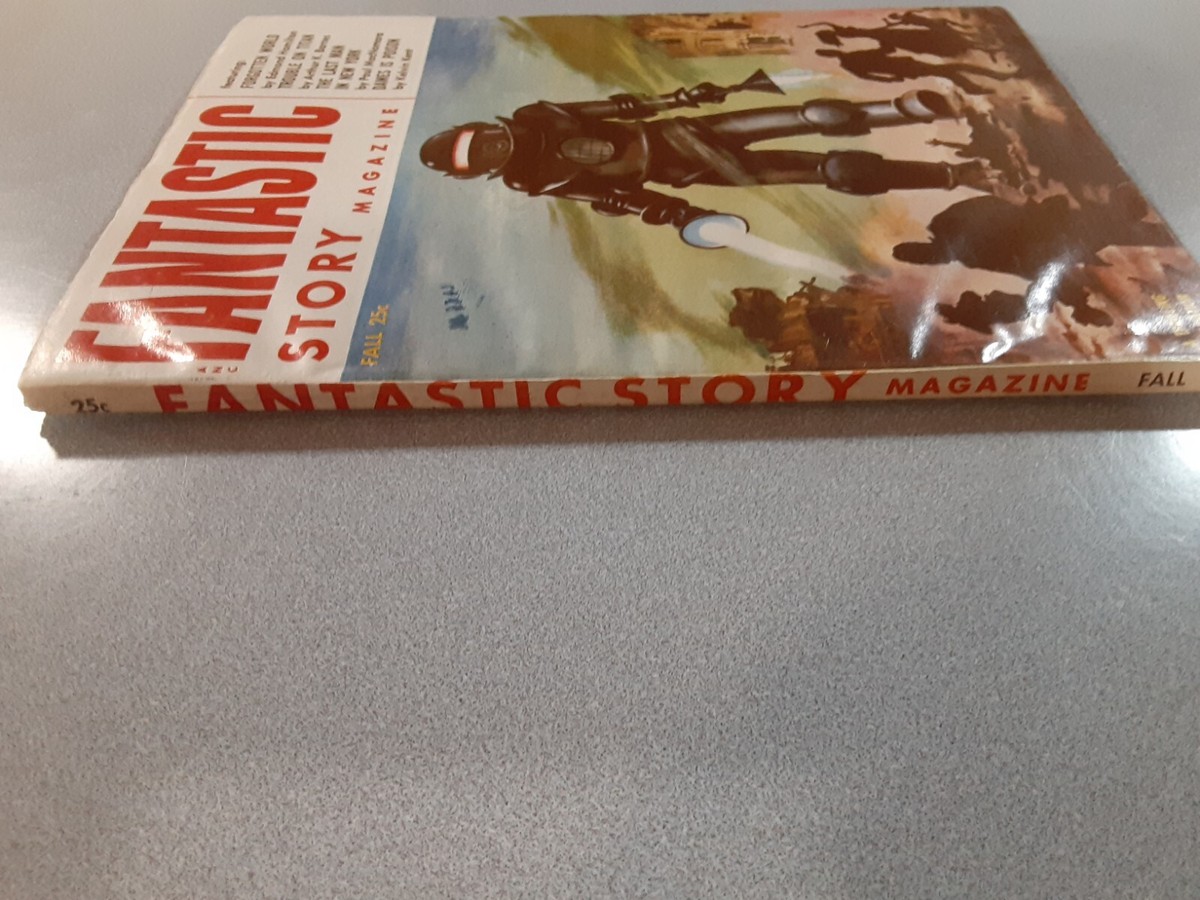 featuring
FORGOTTEN WORLD
by Edmond Hamilton
TROUBLE ON TITAN
by Arthur K. Barnes
THE LAST MAN
IN NEW YORK
by Paul MacNamara
DAMES IS POISON
by Kelvin Kent
FANTASTIC
STORY
MAGAZINE
FALL 25c
25c FANTASTIC STORY MAGAZINE FALL